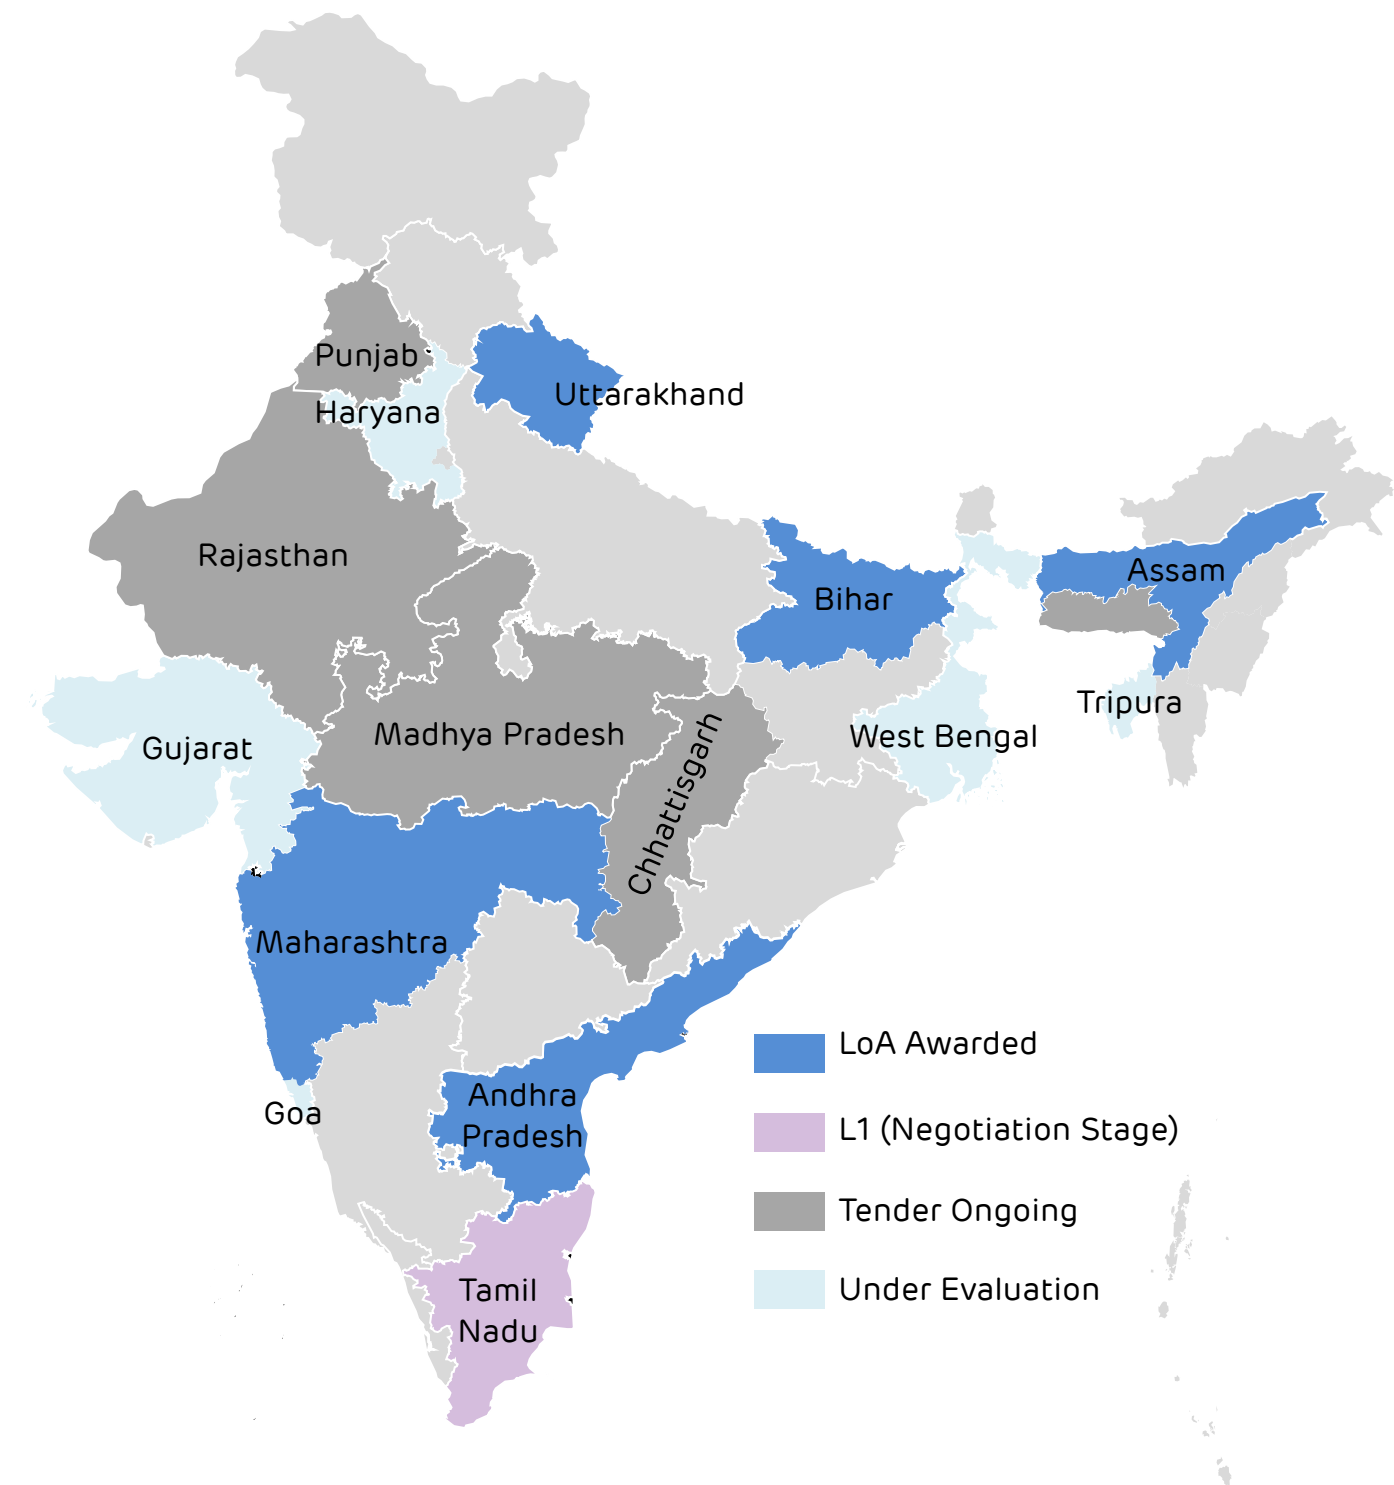 Punjab
Uttarakhand
Haryana
Rajasthan
Bihar
Assam
Tripura
Madhya Pradesh
West Bengal
Gujarat
Chhattisgarh
Maharashtra
LoA Awarded
Andhra
Pradesh
Goa
L1 (Negotiation Stage)
Tender Ongoing
Tamil
Nadu
Under Evaluation